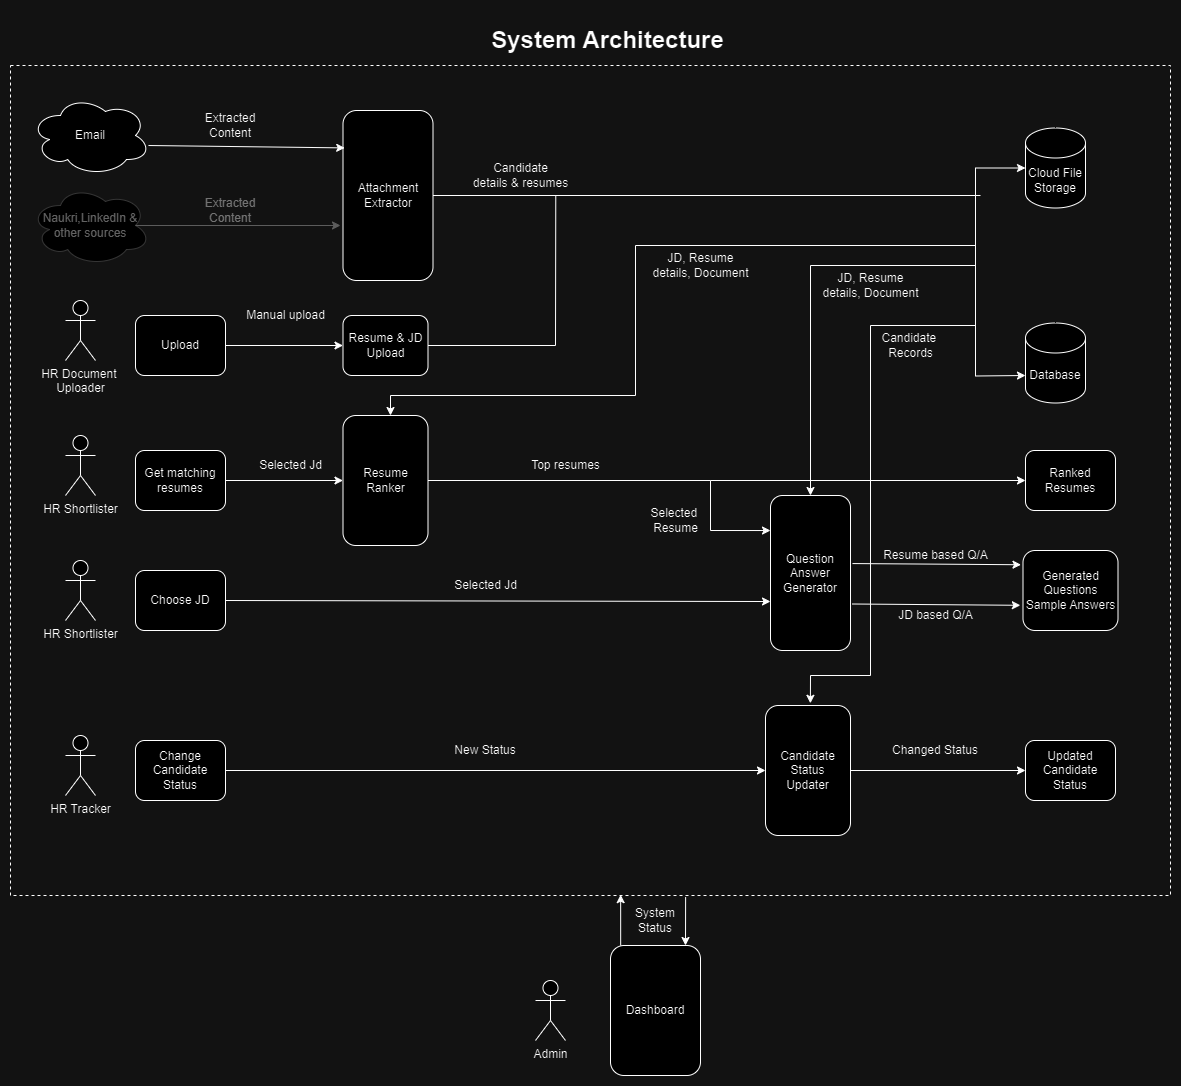 System Architecture
Email
Extracted
Content
Naukri,LinkedIn &
other sources
Extracted
Content
Attachment
Extractor
Candidate
details & resumes
Cloud File
Storage
JD, Resume
details, Document
JD, Resume
details, Document
HR Document
Uploader
Upload
Manual upload
Resume & JD
Upload
Candidate
Records
Database
HR Shortlister
Get matching
resumes
Selected Jd
Resume
Ranker
Top resumes
Ranked
Resumes
Selected
Resume
HR Shortlister
Choose JD
Selected Jd
Question
Answer
Generator
Resume based Q/A
JD based Q/A
Generated
Questions
Sample Answers
HR Tracker
Change
Candidate
Status
New Status
Candidate
Status
Updater
Changed Status
Updated
Candidate
Status
System
Status
Admin
Dashboard